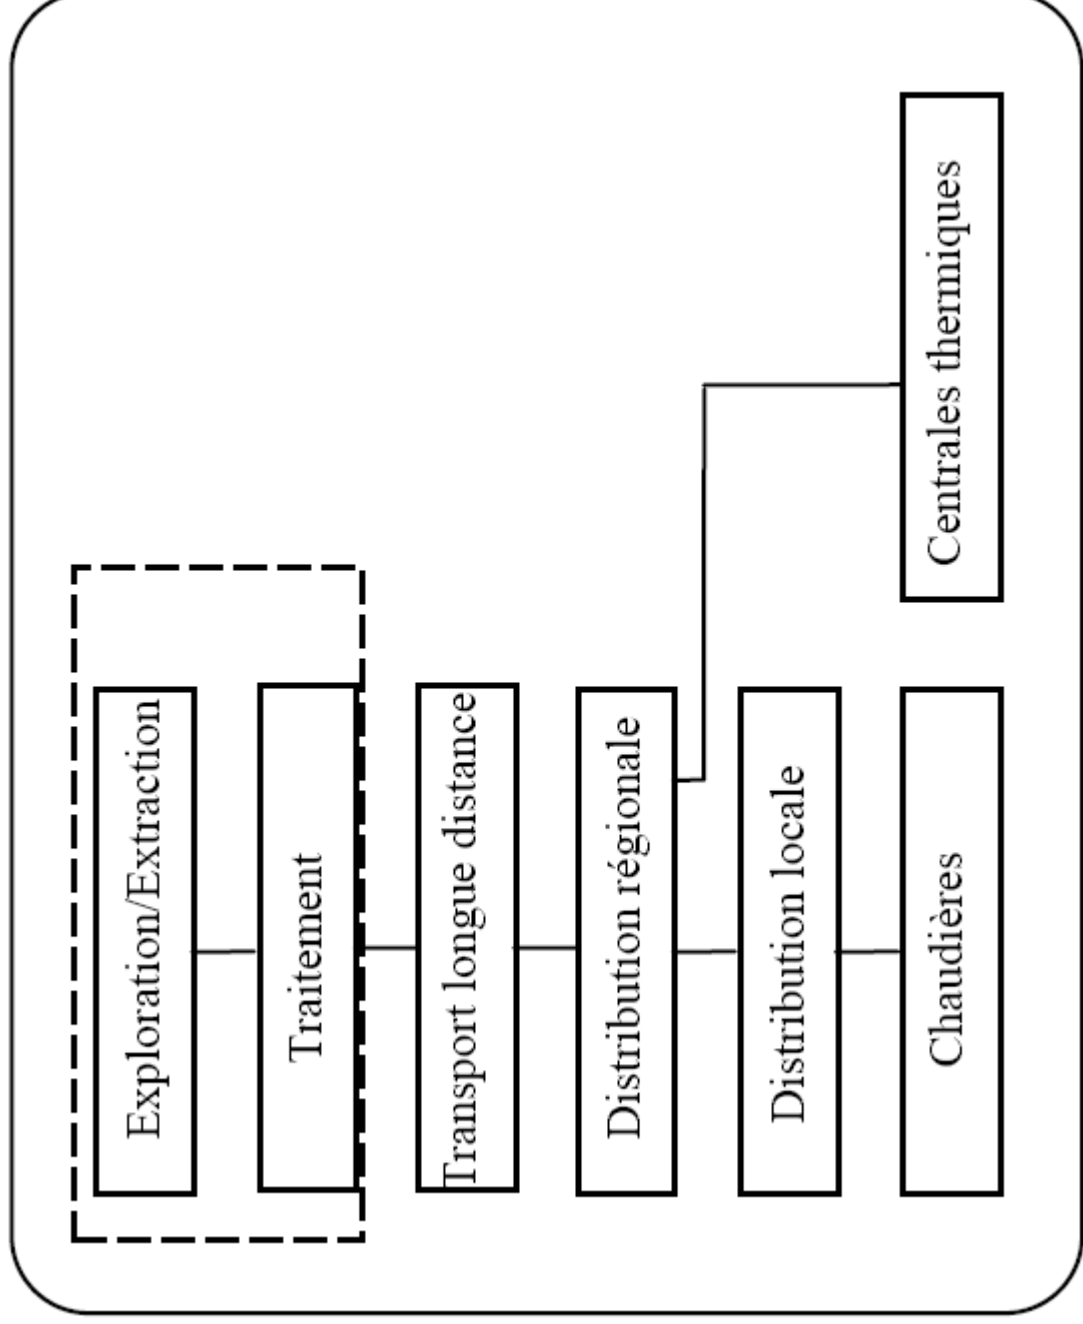 Exploration/Extraction
Traitement
Transport longue distance
Distribution régionale
Distribution locale
Chaudières
Centrales thermiques